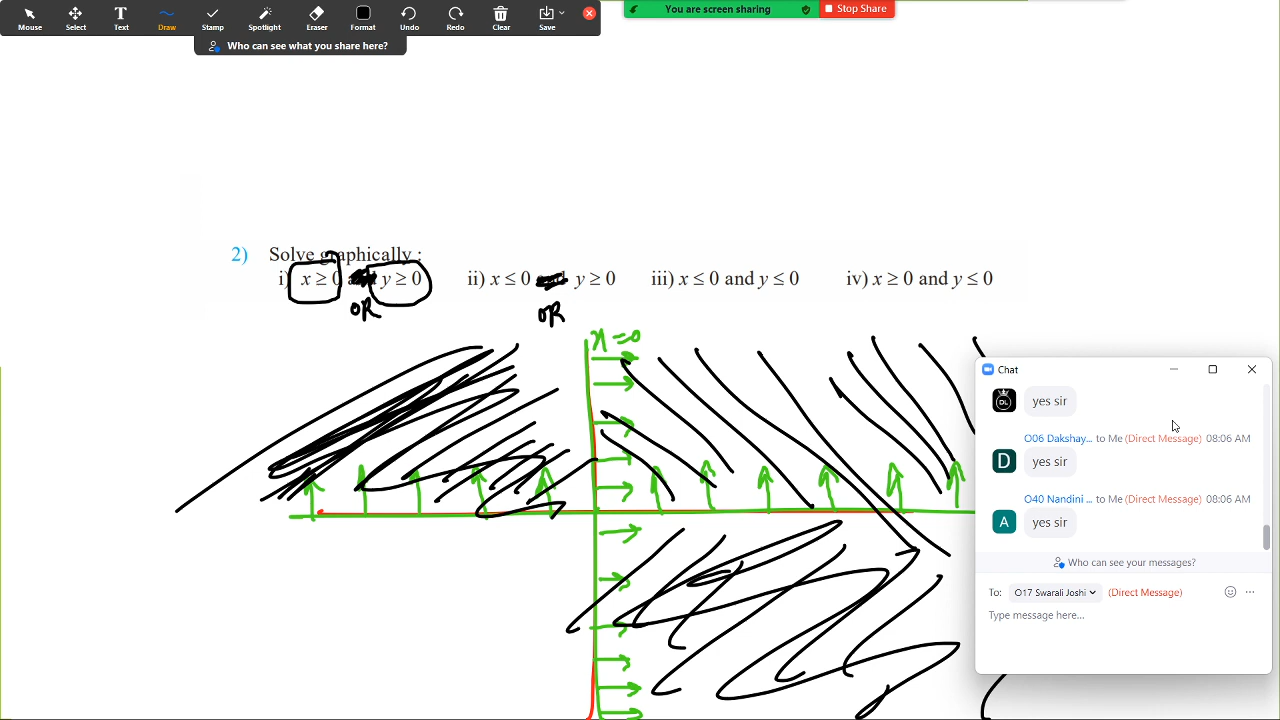 You are screen sharing Stop Share
Mouse Select Text Draw Stamp Spotlight Eraser Format Undo Redo Clear Save
Who can see what you share here?
2) Solve graphically :
i) x ≥ 0 y ≥ 0 ii) x ≤ 0 y ≥ 0 iii) x ≤ 0 and y ≤ 0 iv) x ≥ 0 and y ≤ 0
OR OR
x = 0
Chat
DL yes sir
O06 Dakshay... to Me (Direct Message) 08:06 AM
D yes sir
O40 Nandini ... to Me (Direct Message) 08:06 AM
A yes sir
Who can see your messages?
To: O17 Swarali Joshi (Direct Message)
Type message here...